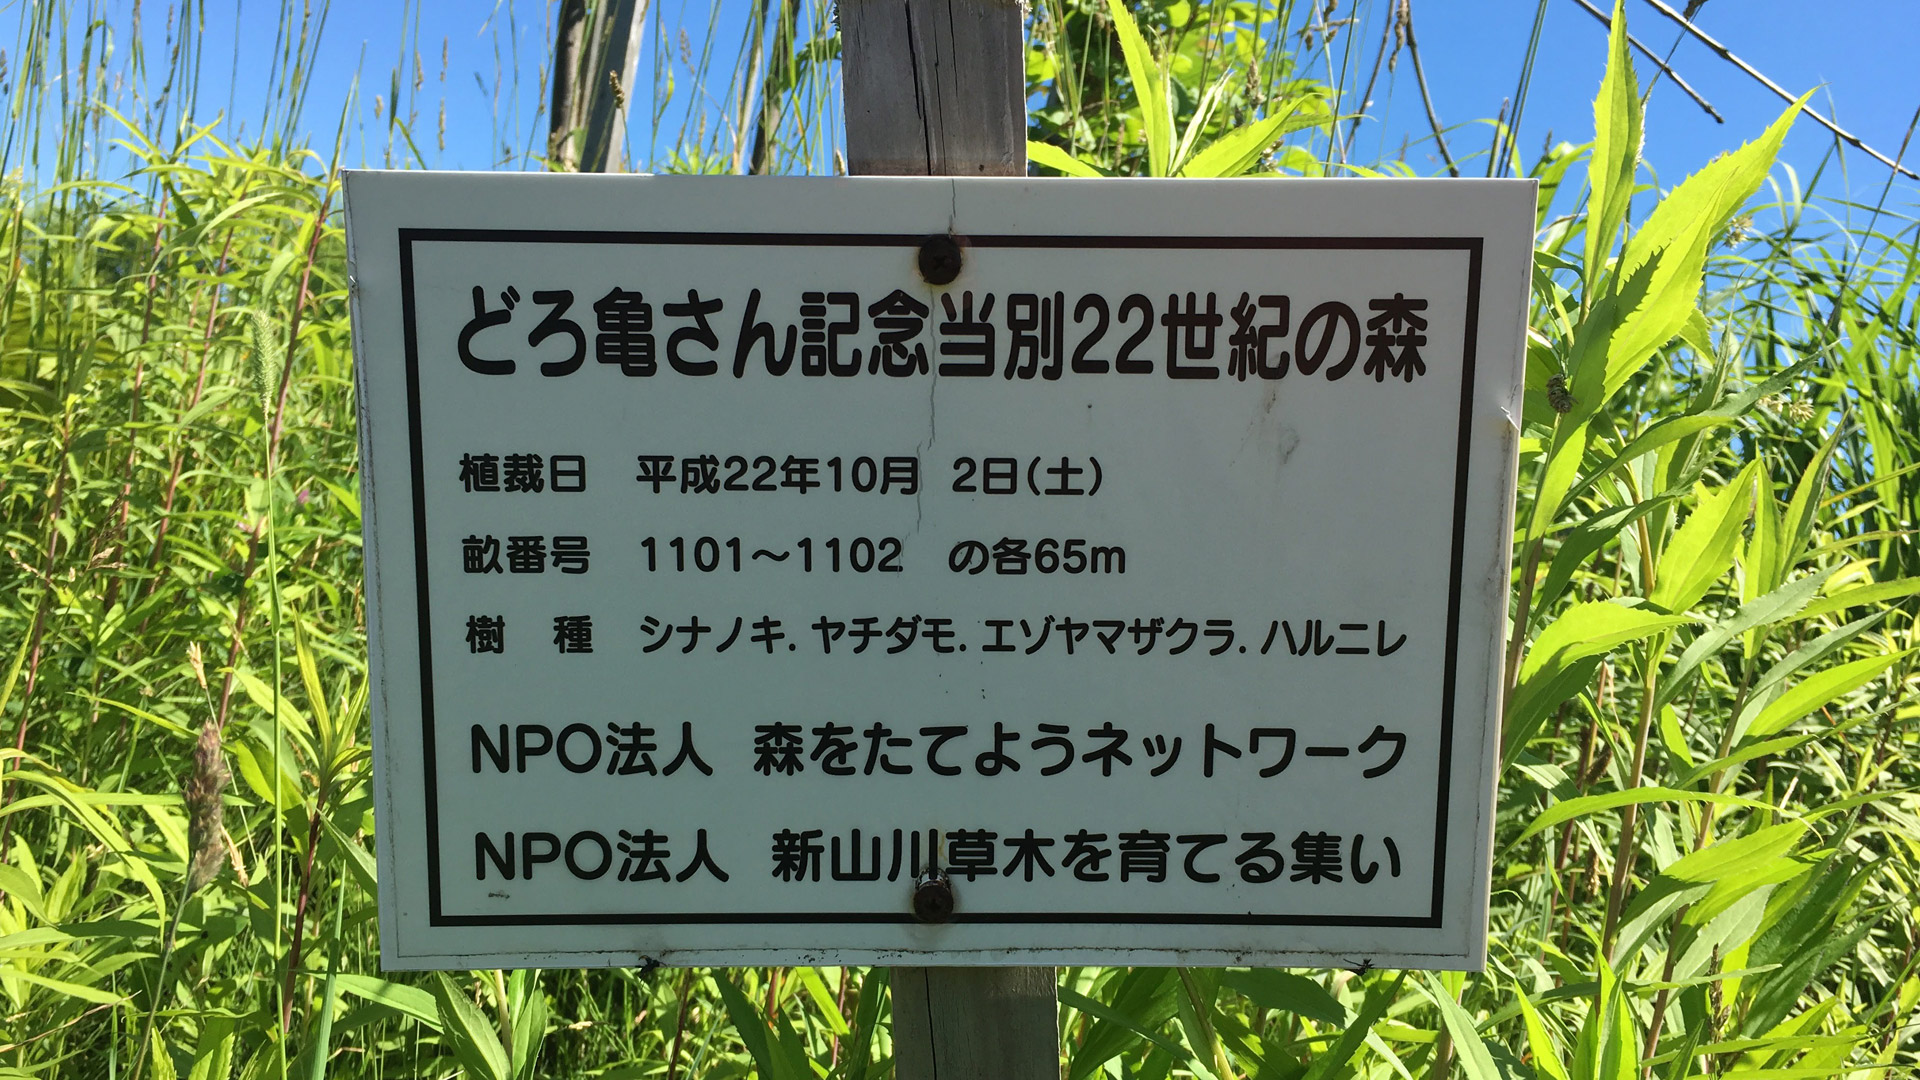 どろ亀さん記念当別22世紀の森
植裁日　平成22年10月　2日(土)
畝番号　1101～1102　の各65m
樹　種　シナノキ．ヤチダモ．エゾヤマザクラ．ハルニレ
NPO法人　森をたてようネットワーク
NPO法人　新山川草木を育てる集い